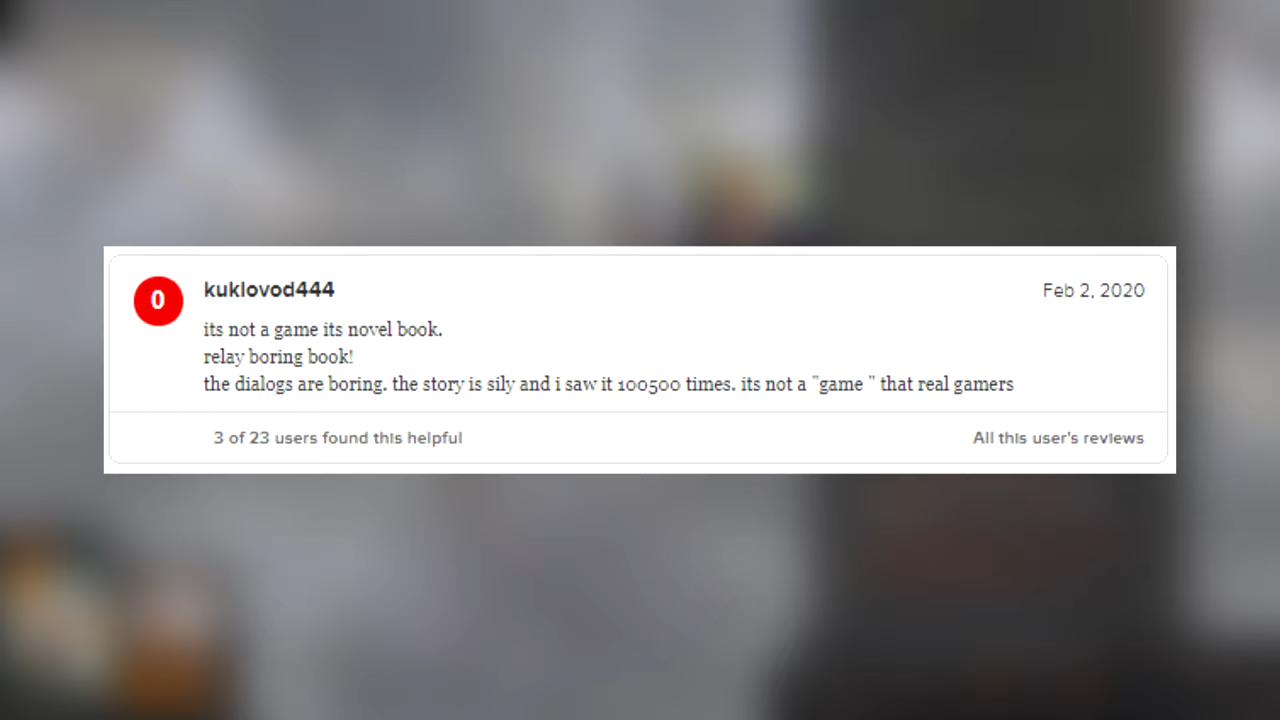 0
kuklovod444
Feb 2, 2020
its not a game its novel book.
relay boring book!
the dialogs are boring. the story is sily and i saw it 100500 times. its not a "game " that real gamers
3 of 23 users found this helpful
All this user's reviews